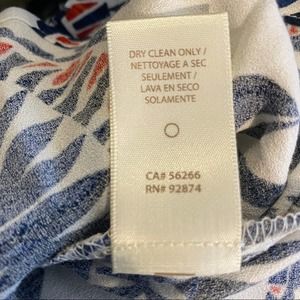 DRY CLEAN ONLY /
NETTOYAGE A SEC
SEULEMENT /
LAVA EN SECO
SOLAMENTE
CA# 56266
RN# 92874